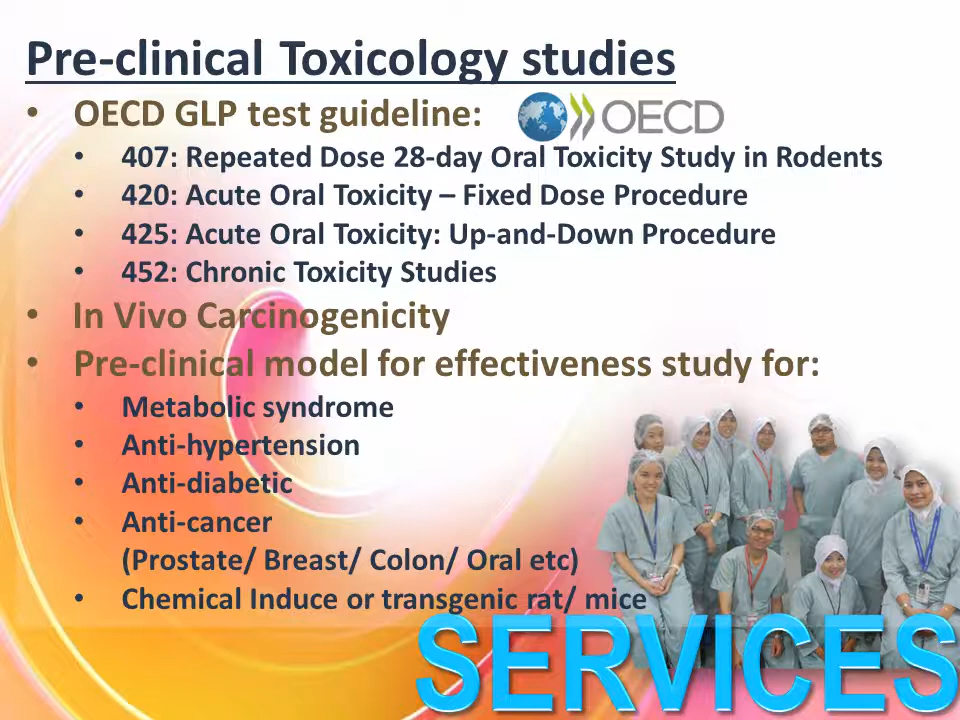 Pre-clinical Toxicology studies
• OECD GLP test guideline:
OECD
• 407: Repeated Dose 28-day Oral Toxicity Study in Rodents
• 420: Acute Oral Toxicity – Fixed Dose Procedure
• 425: Acute Oral Toxicity: Up-and-Down Procedure
• 452: Chronic Toxicity Studies
• In Vivo Carcinogenicity
• Pre-clinical model for effectiveness study for:
• Metabolic syndrome
• Anti-hypertension
• Anti-diabetic
• Anti-cancer
(Prostate/ Breast/ Colon/ Oral etc)
• Chemical Induce or transgenic rat/ mice
SERVICES